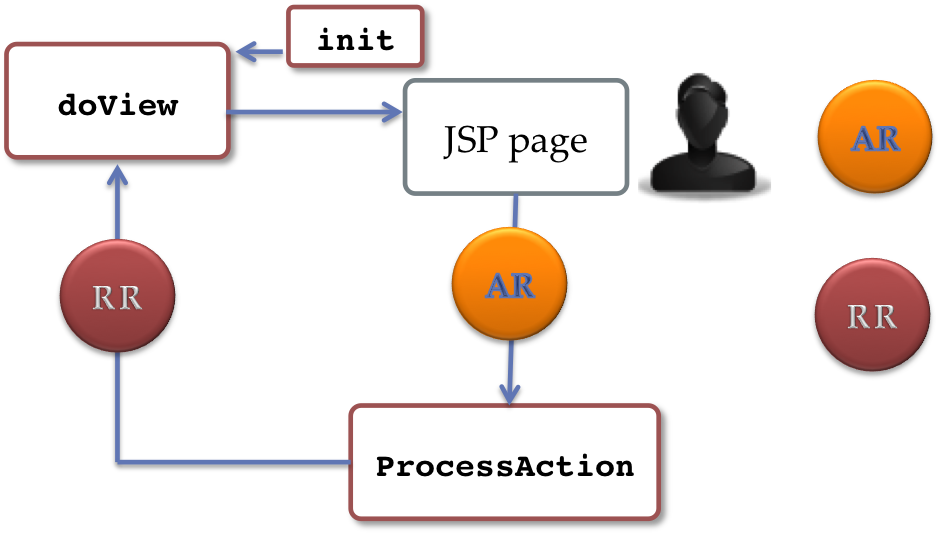 init
doView
JSP page
AR
RR
AR
RR
ProcessAction